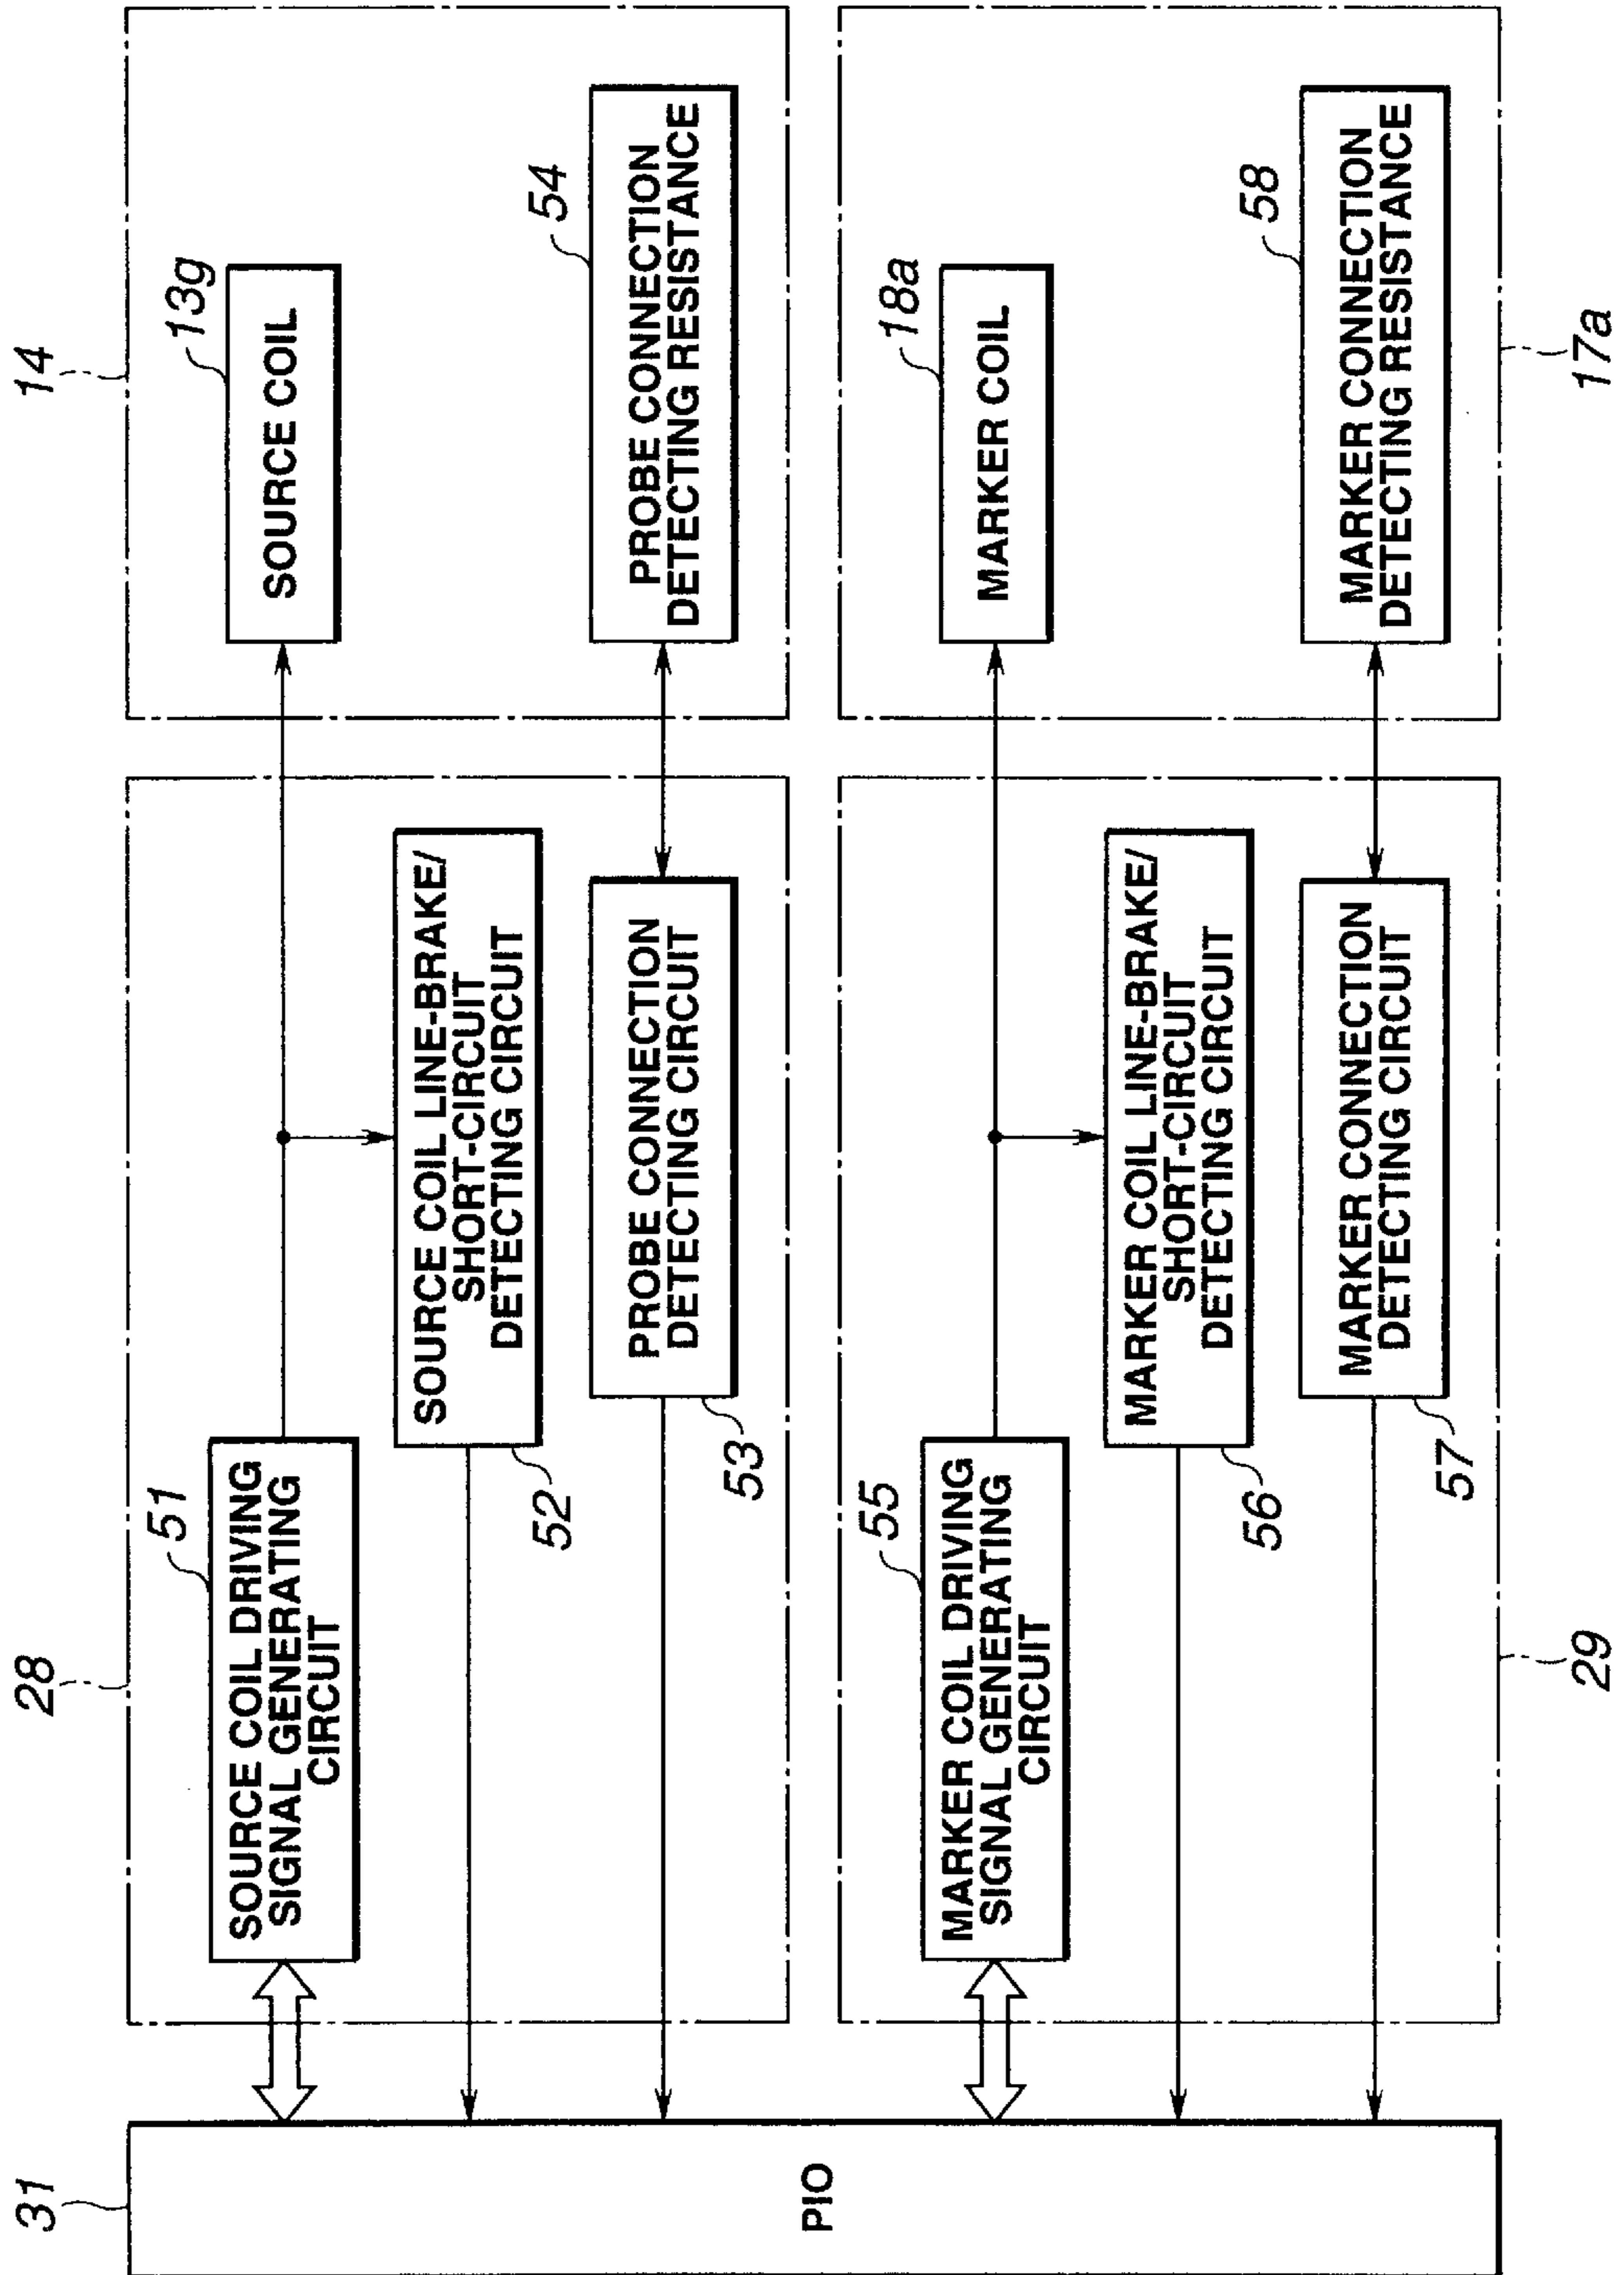 31
PIO
28
51
SOURCE COIL DRIVING
SIGNAL GENERATING
CIRCUIT
SOURCE COIL LINE-BRAKE/
SHORT-CIRCUIT
DETECTING CIRCUIT
52
PROBE CONNECTION
DETECTING CIRCUIT
53
14
13g
SOURCE COIL
54
PROBE CONNECTION
DETECTING RESISTANCE
55
MARKER COIL DRIVING
SIGNAL GENERATING
CIRCUIT
MARKER COIL LINE-BRAKE/
SHORT-CIRCUIT
DETECTING CIRCUIT
56
MARKER CONNECTION
DETECTING CIRCUIT
57
29
18a
MARKER COIL
58
MARKER CONNECTION
DETECTING RESISTANCE
17a